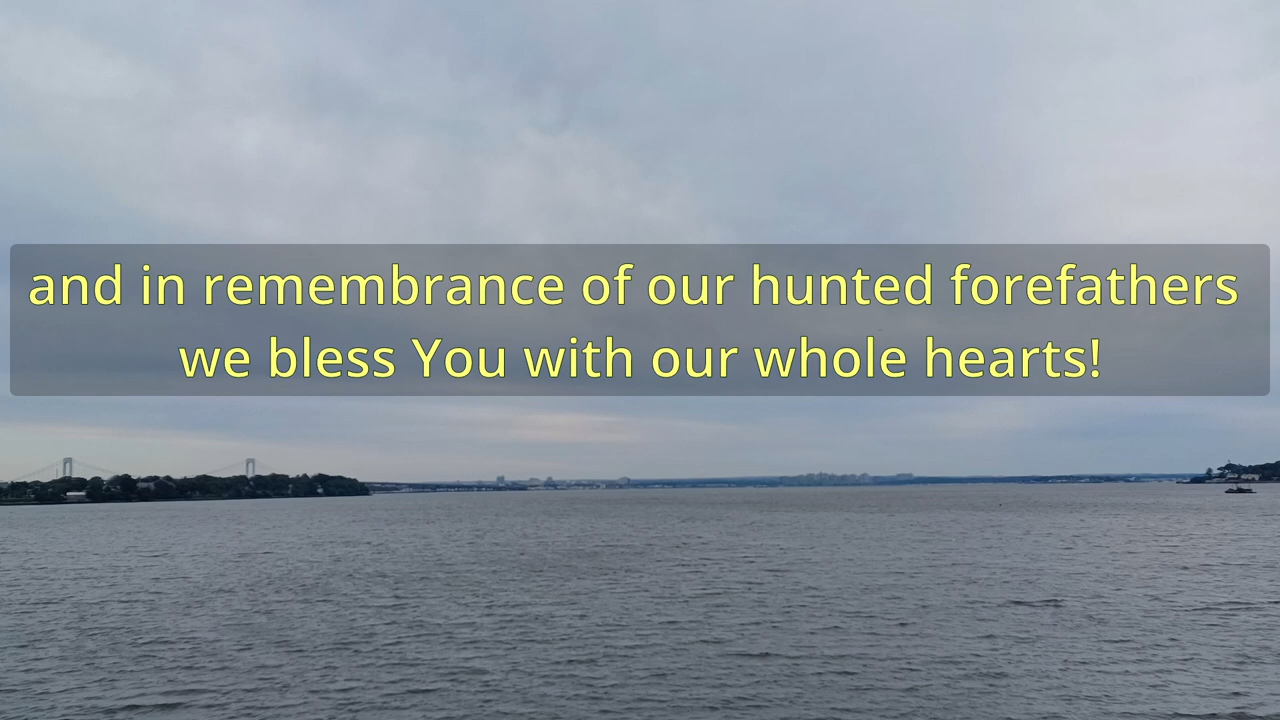 and in remembrance of our hunted forefathers
we bless You with our whole hearts!